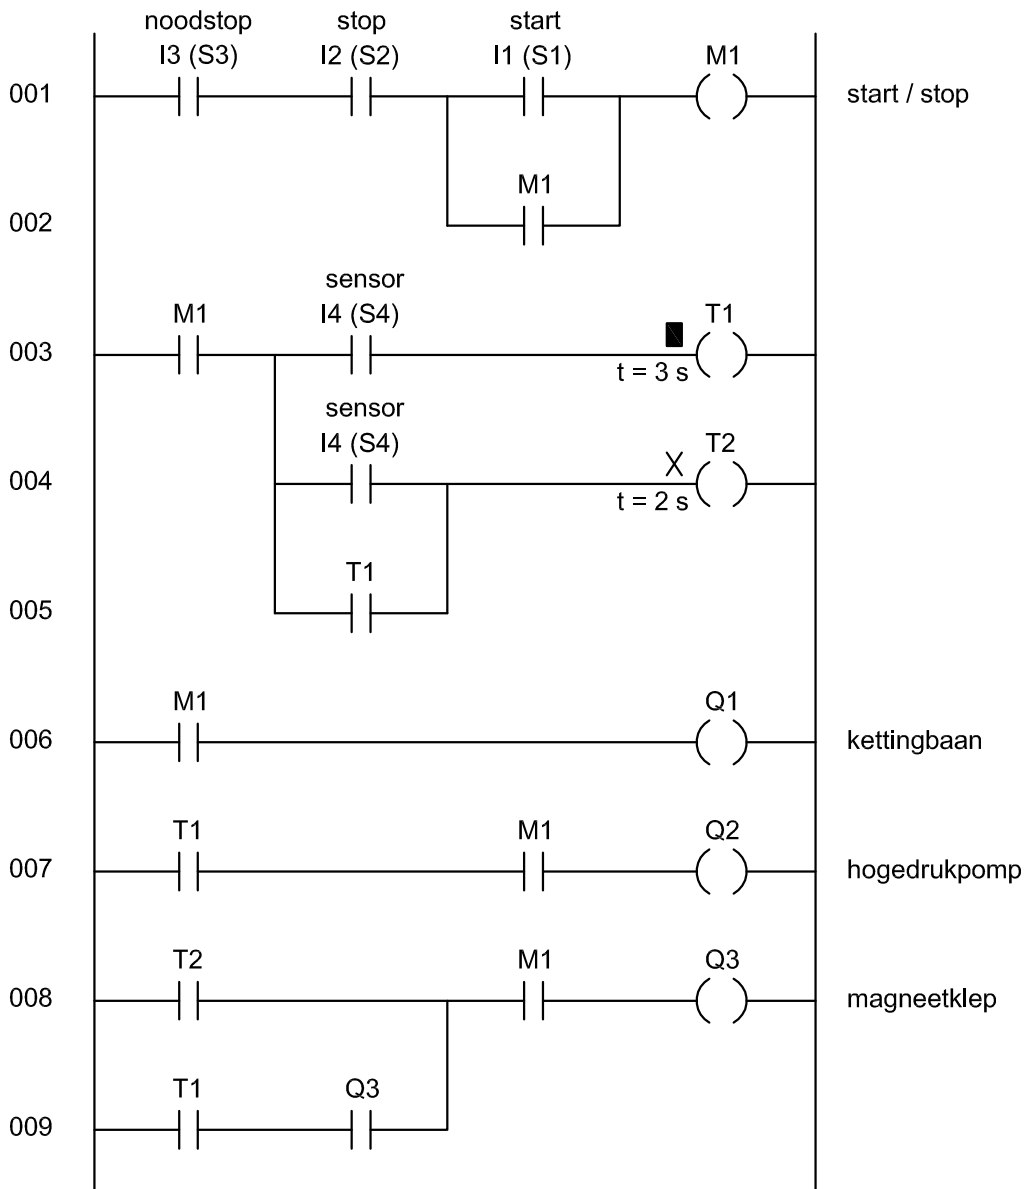 noodstop stop start
I3 (S3) I2 (S2) I1 (S1) M1
001 start / stop
M1
002
sensor
M1 I4 (S4) T1
003
t = 3 s
sensor
I4 (S4) T2
004 X
t = 2 s
T1
005
M1 Q1
006 kettingbaan
T1 M1 Q2
007 hogedrukpomp
T2 M1 Q3
008 magneetklep
T1 Q3
009